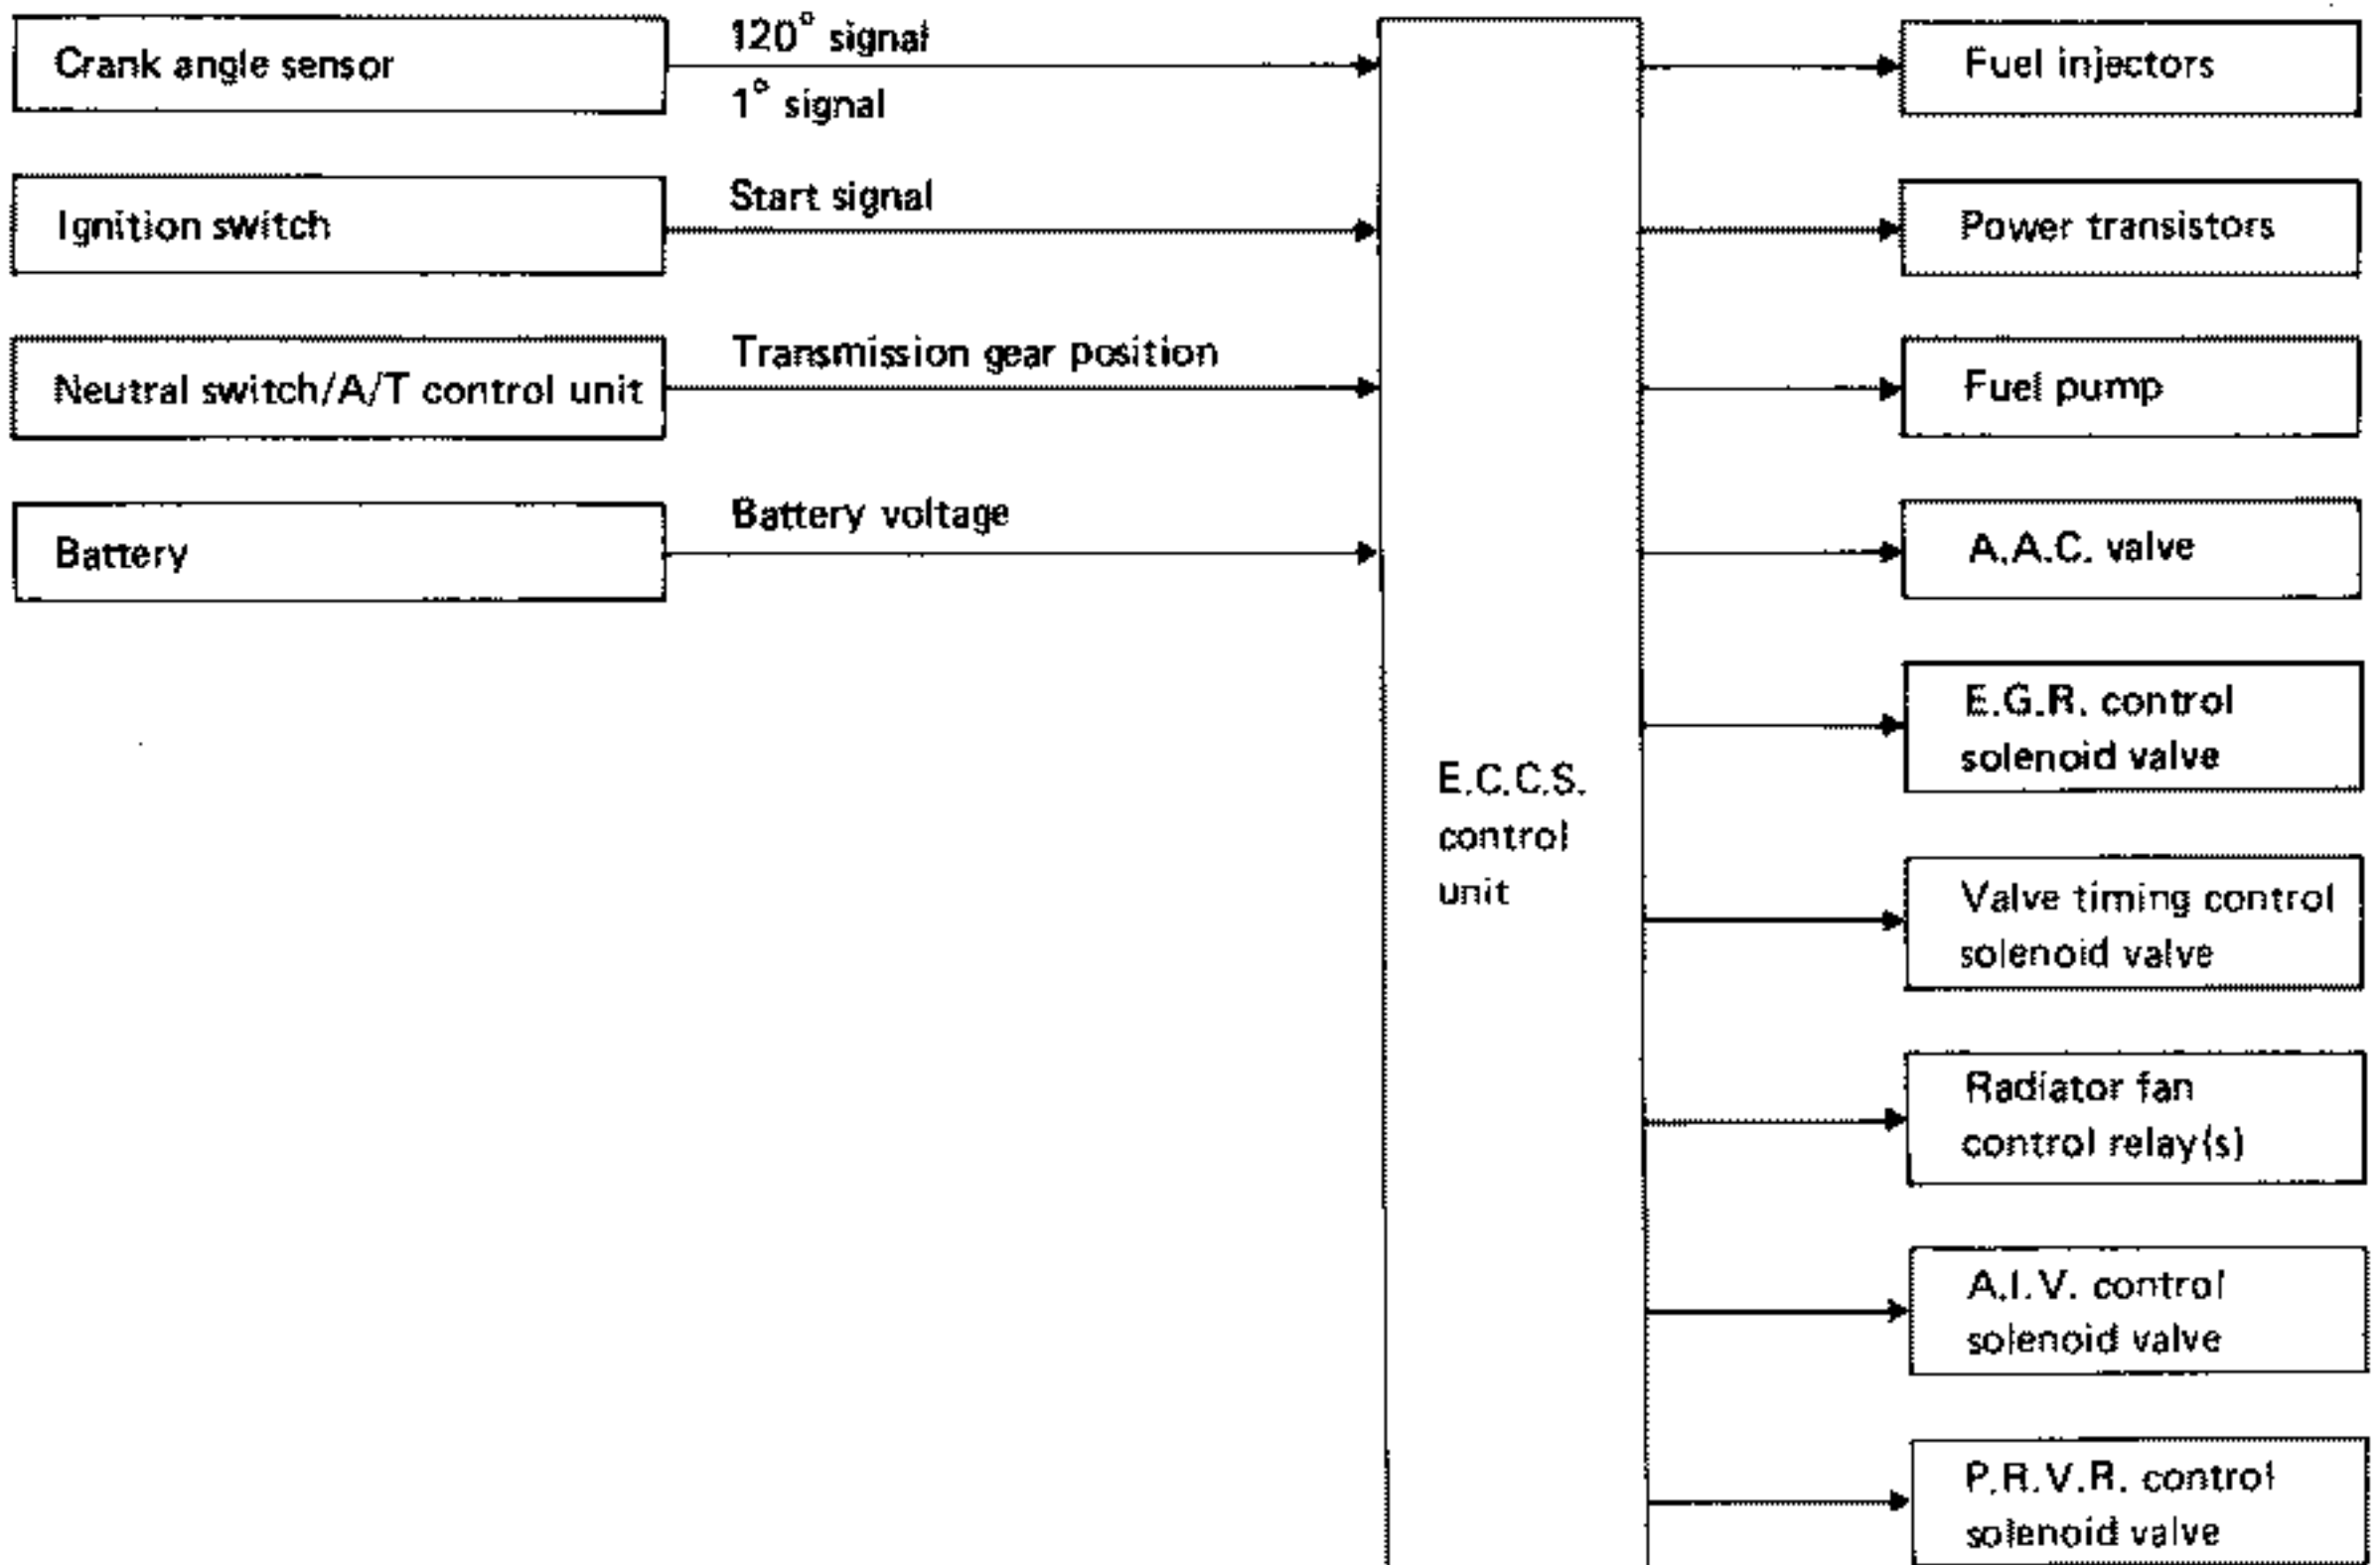 Crank angle sensor
120° signal
1° signal
Ignition switch
Start signal
Neutral switch/A/T control unit
Transmission gear position
Battery
Battery voltage
E.C.C.S.
control
unit
Fuel injectors
Power transistors
Fuel pump
A.A.C. valve
E.G.R. control
solenoid valve
Valve timing control
solenoid valve
Radiator fan
control relay(s)
A.I.V. control
solenoid valve
P.R.V.R. control
solenoid valve